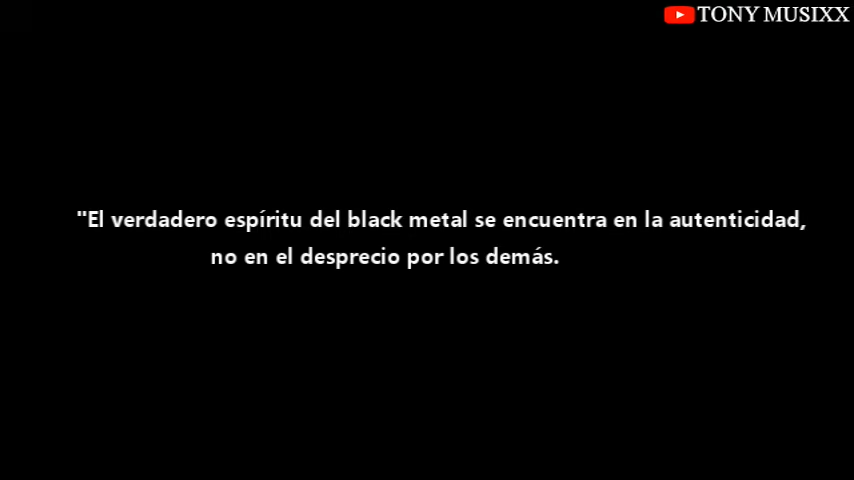 TONY MUSIXX
"El verdadero espíritu del black metal se encuentra en la autenticidad,
no en el desprecio por los demás.